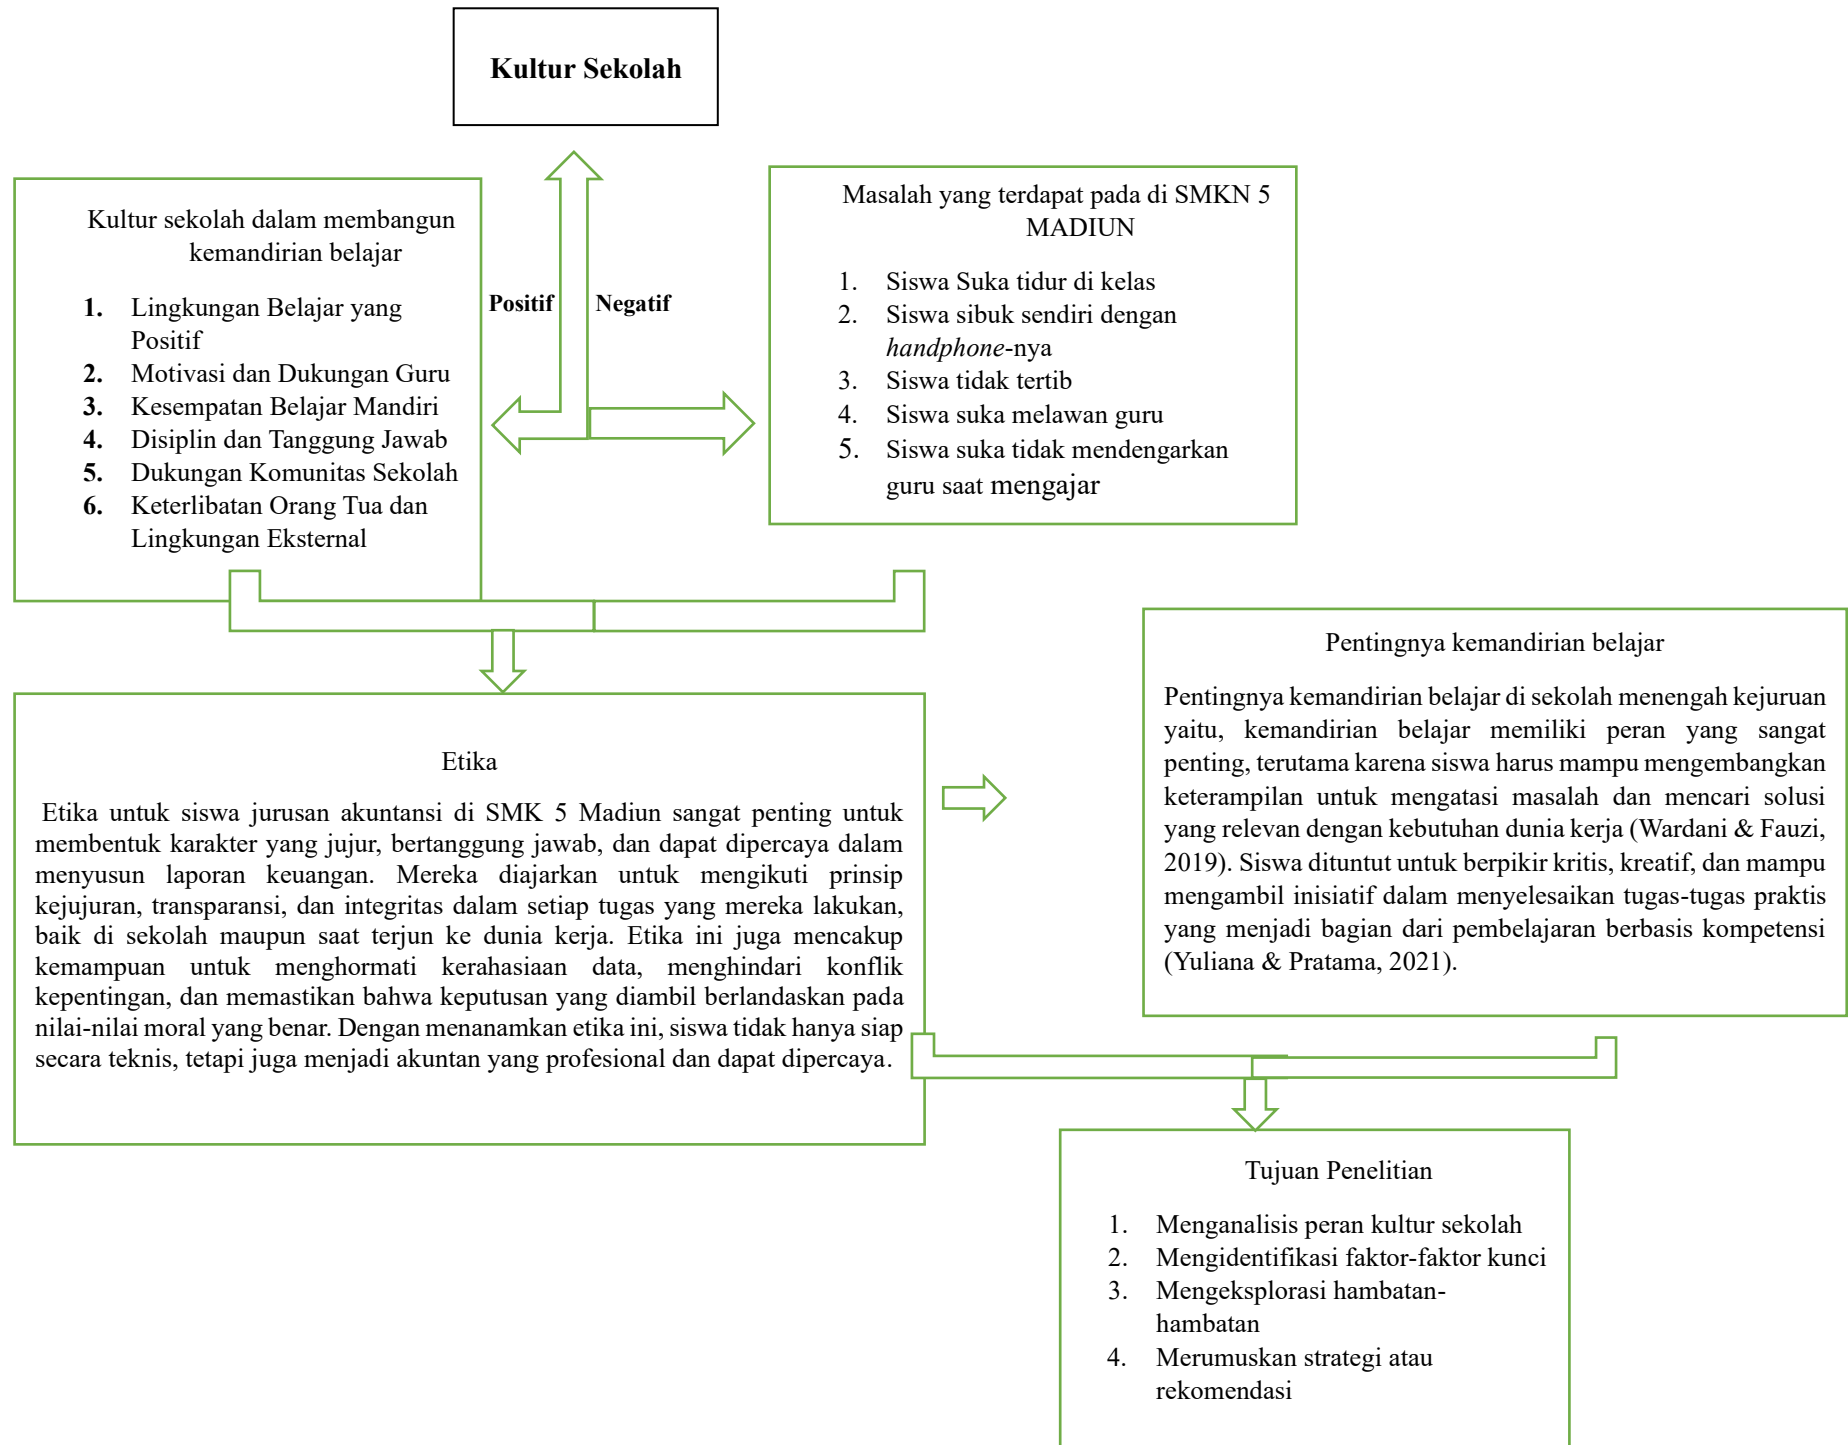 Kultur Sekolah
Kultur sekolah dalam membangun
kemandirian belajar
1. Lingkungan Belajar yang
Positif
2. Motivasi dan Dukungan Guru
3. Kesempatan Belajar Mandiri
4. Disiplin dan Tanggung Jawab
5. Dukungan Komunitas Sekolah
6. Keterlibatan Orang Tua dan
Lingkungan Eksternal
Positif
Negatif
Masalah yang terdapat pada di SMKN 5
MADIUN
1. Siswa Suka tidur di kelas
2. Siswa sibuk sendiri dengan
handphone-nya
3. Siswa tidak tertib
4. Siswa suka melawan guru
5. Siswa suka tidak mendengarkan
guru saat mengajar
Etika
Etika untuk siswa jurusan akuntansi di SMK 5 Madiun sangat penting untuk
membentuk karakter yang jujur, bertanggung jawab, dan dapat dipercaya dalam
menyusun laporan keuangan. Mereka diajarkan untuk mengikuti prinsip
kejujuran, transparansi, dan integritas dalam setiap tugas yang mereka lakukan,
baik di sekolah maupun saat terjun ke dunia kerja. Etika ini juga mencakup
kemampuan untuk menghormati kerahasiaan data, menghindari konflik
kepentingan, dan memastikan bahwa keputusan yang diambil berlandaskan pada
nilai-nilai moral yang benar. Dengan menanamkan etika ini, siswa tidak hanya siap
secara teknis, tetapi juga menjadi akuntan yang profesional dan dapat dipercaya.
Pentingnya kemandirian belajar
Pentingnya kemandirian belajar di sekolah menengah kejuruan
yaitu, kemandirian belajar memiliki peran yang sangat
penting, terutama karena siswa harus mampu mengembangkan
keterampilan untuk mengatasi masalah dan mencari solusi
yang relevan dengan kebutuhan dunia kerja (Wardani & Fauzi,
2019). Siswa dituntut untuk berpikir kritis, kreatif, dan mampu
mengambil inisiatif dalam menyelesaikan tugas-tugas praktis
yang menjadi bagian dari pembelajaran berbasis kompetensi
(Yuliana & Pratama, 2021).
Tujuan Penelitian
1. Menganalisis peran kultur sekolah
2. Mengidentifikasi faktor-faktor kunci
3. Mengeksplorasi hambatan-
hambatan
4. Merumuskan strategi atau
rekomendasi